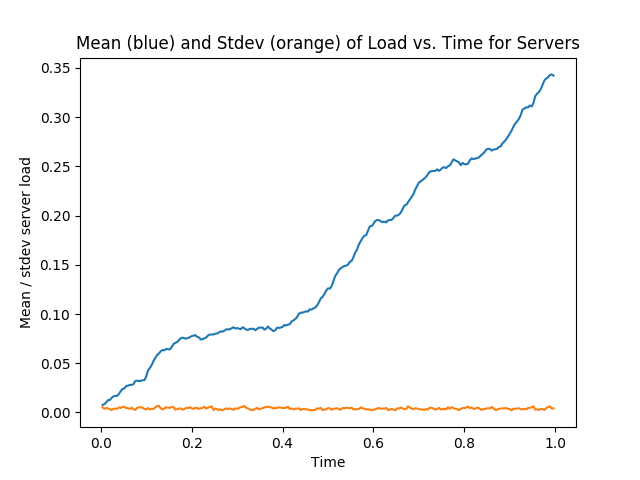 Mean (blue) and Stdev (orange) of Load vs. Time for Servers
0.35
0.30
0.25
0.20
0.15
0.10
0.05
0.00
Mean / stdev server load
0.0 0.2 0.4 0.6 0.8 1.0
Time